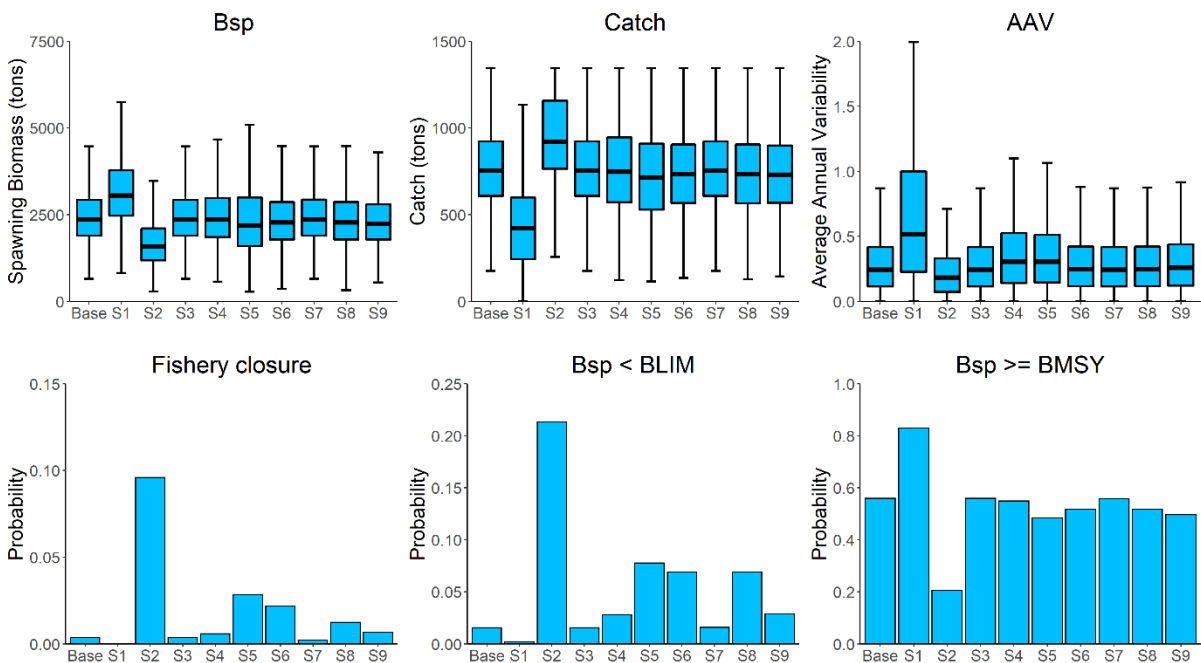 Bsp
Catch
AAV
Spawning Biomass (tons)
7500
5000
2500
0
Base S1 S2 S3 S4 S5 S6 S7 S8 S9
Catch (tons)
1500
1000
500
0
Base S1 S2 S3 S4 S5 S6 S7 S8 S9
Average Annual Variability
2.0
1.5
1.0
0.5
0.0
Base S1 S2 S3 S4 S5 S6 S7 S8 S9
Fishery closure
Bsp < BLIM
Bsp >= BMSY
Probability
0.15
0.10
0.05
0.00
Base S1 S2 S3 S4 S5 S6 S7 S8 S9
Probability
0.25
0.20
0.15
0.10
0.05
0.00
Base S1 S2 S3 S4 S5 S6 S7 S8 S9
Probability
1.0
0.8
0.6
0.4
0.2
0.0
Base S1 S2 S3 S4 S5 S6 S7 S8 S9